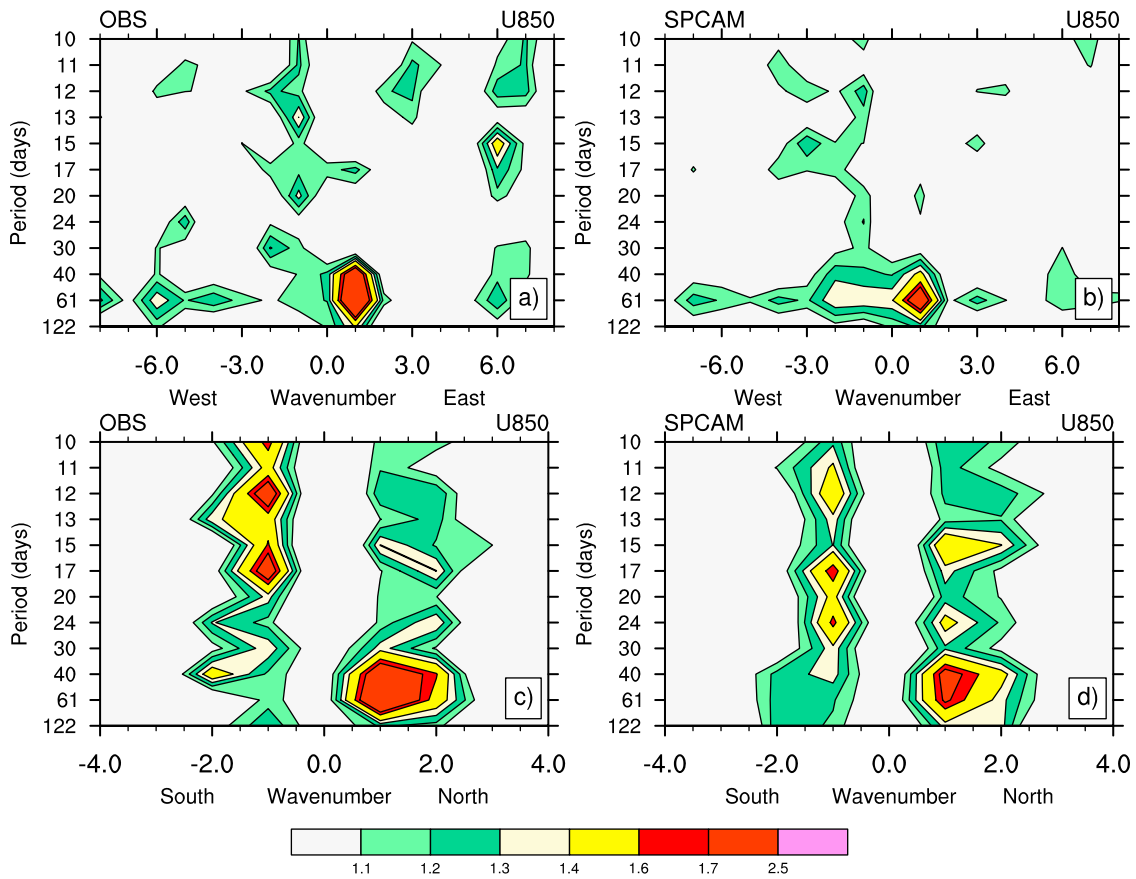 OBS U850 SPCAM U850
10 10
11 11
12 12
13 13
15 15
17 17
20 20
24 24
30 30
40 40
61 61
122 122
Period (days) Period (days)
a) b)
-6.0 -3.0 0.0 3.0 6.0 -6.0 -3.0 0.0 3.0 6.0
West Wavenumber East West Wavenumber East
OBS U850 SPCAM U850
10 10
11 11
12 12
13 13
15 15
17 17
20 20
24 24
30 30
40 40
61 61
122 122
Period (days) Period (days)
c) d)
-4.0 -2.0 0.0 2.0 4.0 -4.0 -2.0 0.0 2.0 4.0
South Wavenumber North South Wavenumber North
1.1 1.2 1.3 1.4 1.6 1.7 2.5